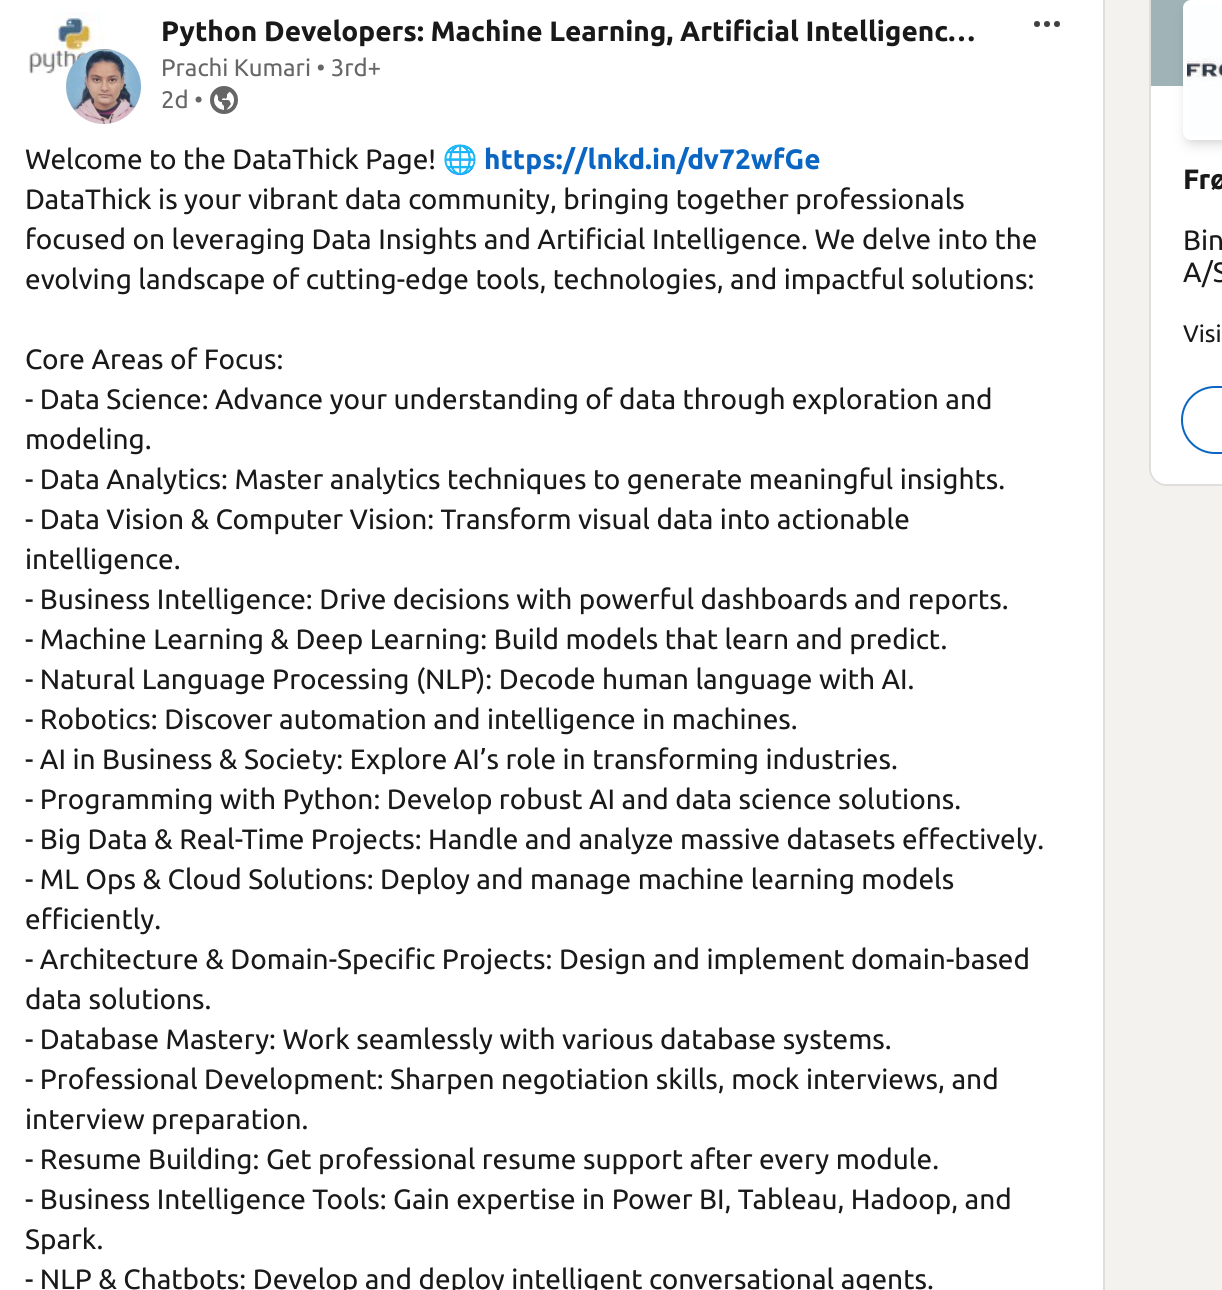 python
Python Developers: Machine Learning, Artificial Intelligenc...
Prachi Kumari • 3rd+
2d •
Welcome to the DataThick Page! 🌐 https://lnkd.in/dv72wfGe
DataThick is your vibrant data community, bringing together professionals
focused on leveraging Data Insights and Artificial Intelligence. We delve into the
evolving landscape of cutting-edge tools, technologies, and impactful solutions:
Core Areas of Focus:
- Data Science: Advance your understanding of data through exploration and
modeling.
- Data Analytics: Master analytics techniques to generate meaningful insights.
- Data Vision & Computer Vision: Transform visual data into actionable
intelligence.
- Business Intelligence: Drive decisions with powerful dashboards and reports.
- Machine Learning & Deep Learning: Build models that learn and predict.
- Natural Language Processing (NLP): Decode human language with AI.
- Robotics: Discover automation and intelligence in machines.
- AI in Business & Society: Explore AI’s role in transforming industries.
- Programming with Python: Develop robust AI and data science solutions.
- Big Data & Real-Time Projects: Handle and analyze massive datasets effectively.
- ML Ops & Cloud Solutions: Deploy and manage machine learning models
efficiently.
- Architecture & Domain-Specific Projects: Design and implement domain-based
data solutions.
- Database Mastery: Work seamlessly with various database systems.
- Professional Development: Sharpen negotiation skills, mock interviews, and
interview preparation.
- Resume Building: Get professional resume support after every module.
- Business Intelligence Tools: Gain expertise in Power BI, Tableau, Hadoop, and
Spark.
- NLP & Chatbots: Develop and deploy intelligent conversational agents.
Frø
Bin
A/S
Visi